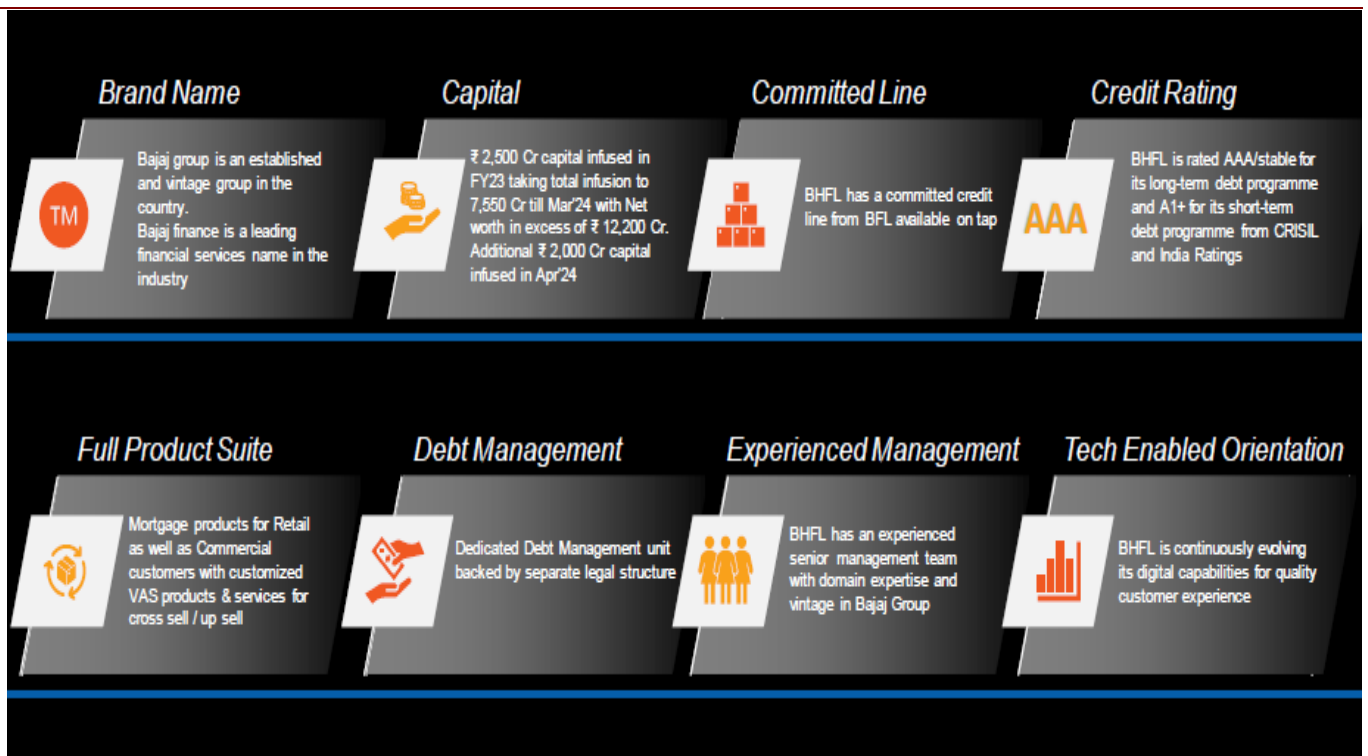 Brand Name
TM
Bajaj group is an established
and vintage group in the
country.
Bajaj finance is a leading
financial services name in the
industry
Capital
₹ 2,500 Cr capital infused in
FY23 taking total infusion to
7,550 Cr till Mar'24 with Net
worth in excess of ₹ 12,200 Cr.
Additional ₹ 2,000 Cr capital
infused in Apr'24
Committed Line
BHFL has a committed credit
line from BFL available on tap
Credit Rating
AAA
BHFL is rated AAA/stable for
its long-term debt programme
and A1+ for its short-term
debt programme from CRISIL
and India Ratings
Full Product Suite
Mortgage products for Retail
as well as Commercial
customers with customized
VAS products & services for
cross sell / up sell
Debt Management
Dedicated Debt Management unit
backed by separate legal structure
Experienced Management
BHFL has an experienced
senior management team
with domain expertise and
vintage in Bajaj Group
Tech Enabled Orientation
BHFL is continuously evolving
its digital capabilities for quality
customer experience